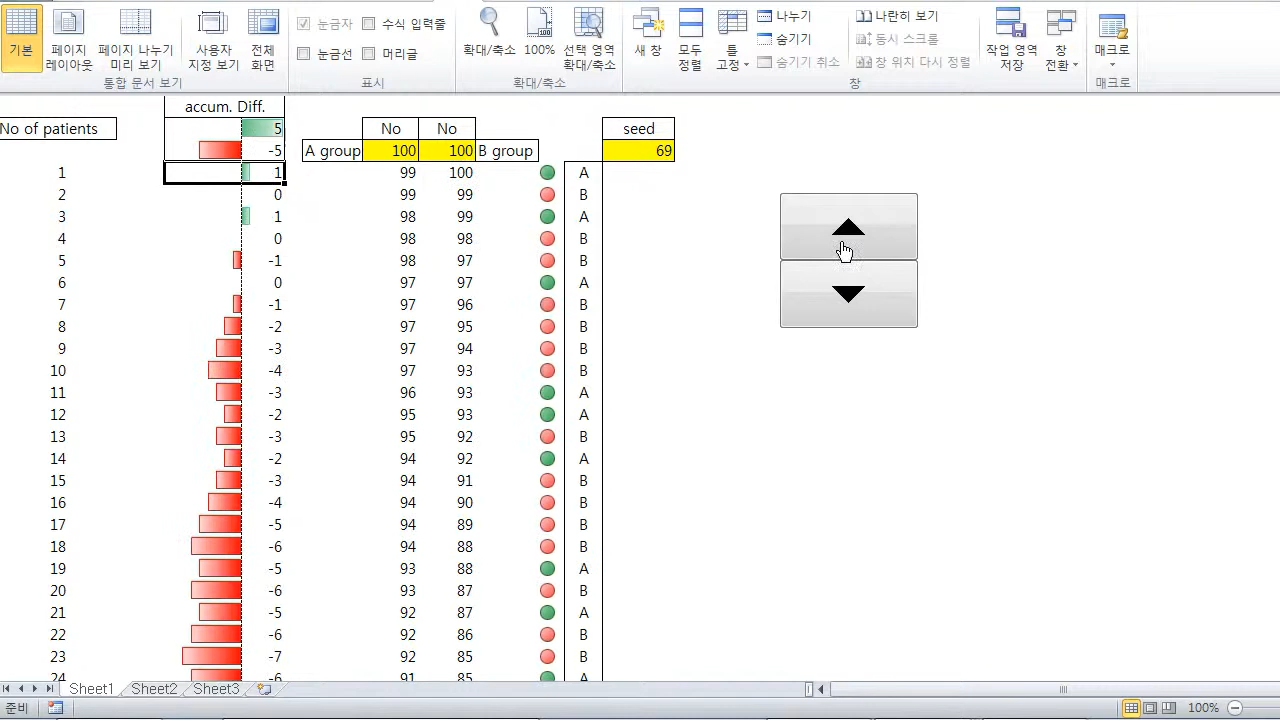 기본
페이지
레이아웃
페이지 나누기
미리 보기
사용자
지정 보기
전체
화면
통합 문서 보기
눈금자
수식 입력줄
눈금선
머리글
표시
확대/축소
100%
선택 영역
확대/축소
확대/축소
새 창
모두
정렬
틀
고정
나누기
숨기기
숨기기 취소
나란히 보기
동시 스크롤
창 위치 다시 정렬
창
작업 영역
저장
창
전환
매크로
매크로
accum. Diff.
No of patients 5 No No seed
-5 A group 100 100 B group 69
1 1 99 100 A
2 0 99 99 B
3 1 98 99 A
4 0 98 98 B
5 -1 98 97 B
6 0 97 97 A
7 -1 97 96 B
8 -2 97 95 B
9 -3 97 94 B
10 -4 97 93 B
11 -3 96 93 A
12 -2 95 93 A
13 -3 95 92 B
14 -2 94 92 A
15 -3 94 91 B
16 -4 94 90 B
17 -5 94 89 B
18 -6 94 88 B
19 -5 93 88 A
20 -6 93 87 B
21 -5 92 87 A
22 -6 92 86 B
23 -7 92 85 B
24 -6 91 85 A
Sheet1 Sheet2 Sheet3
준비 100%